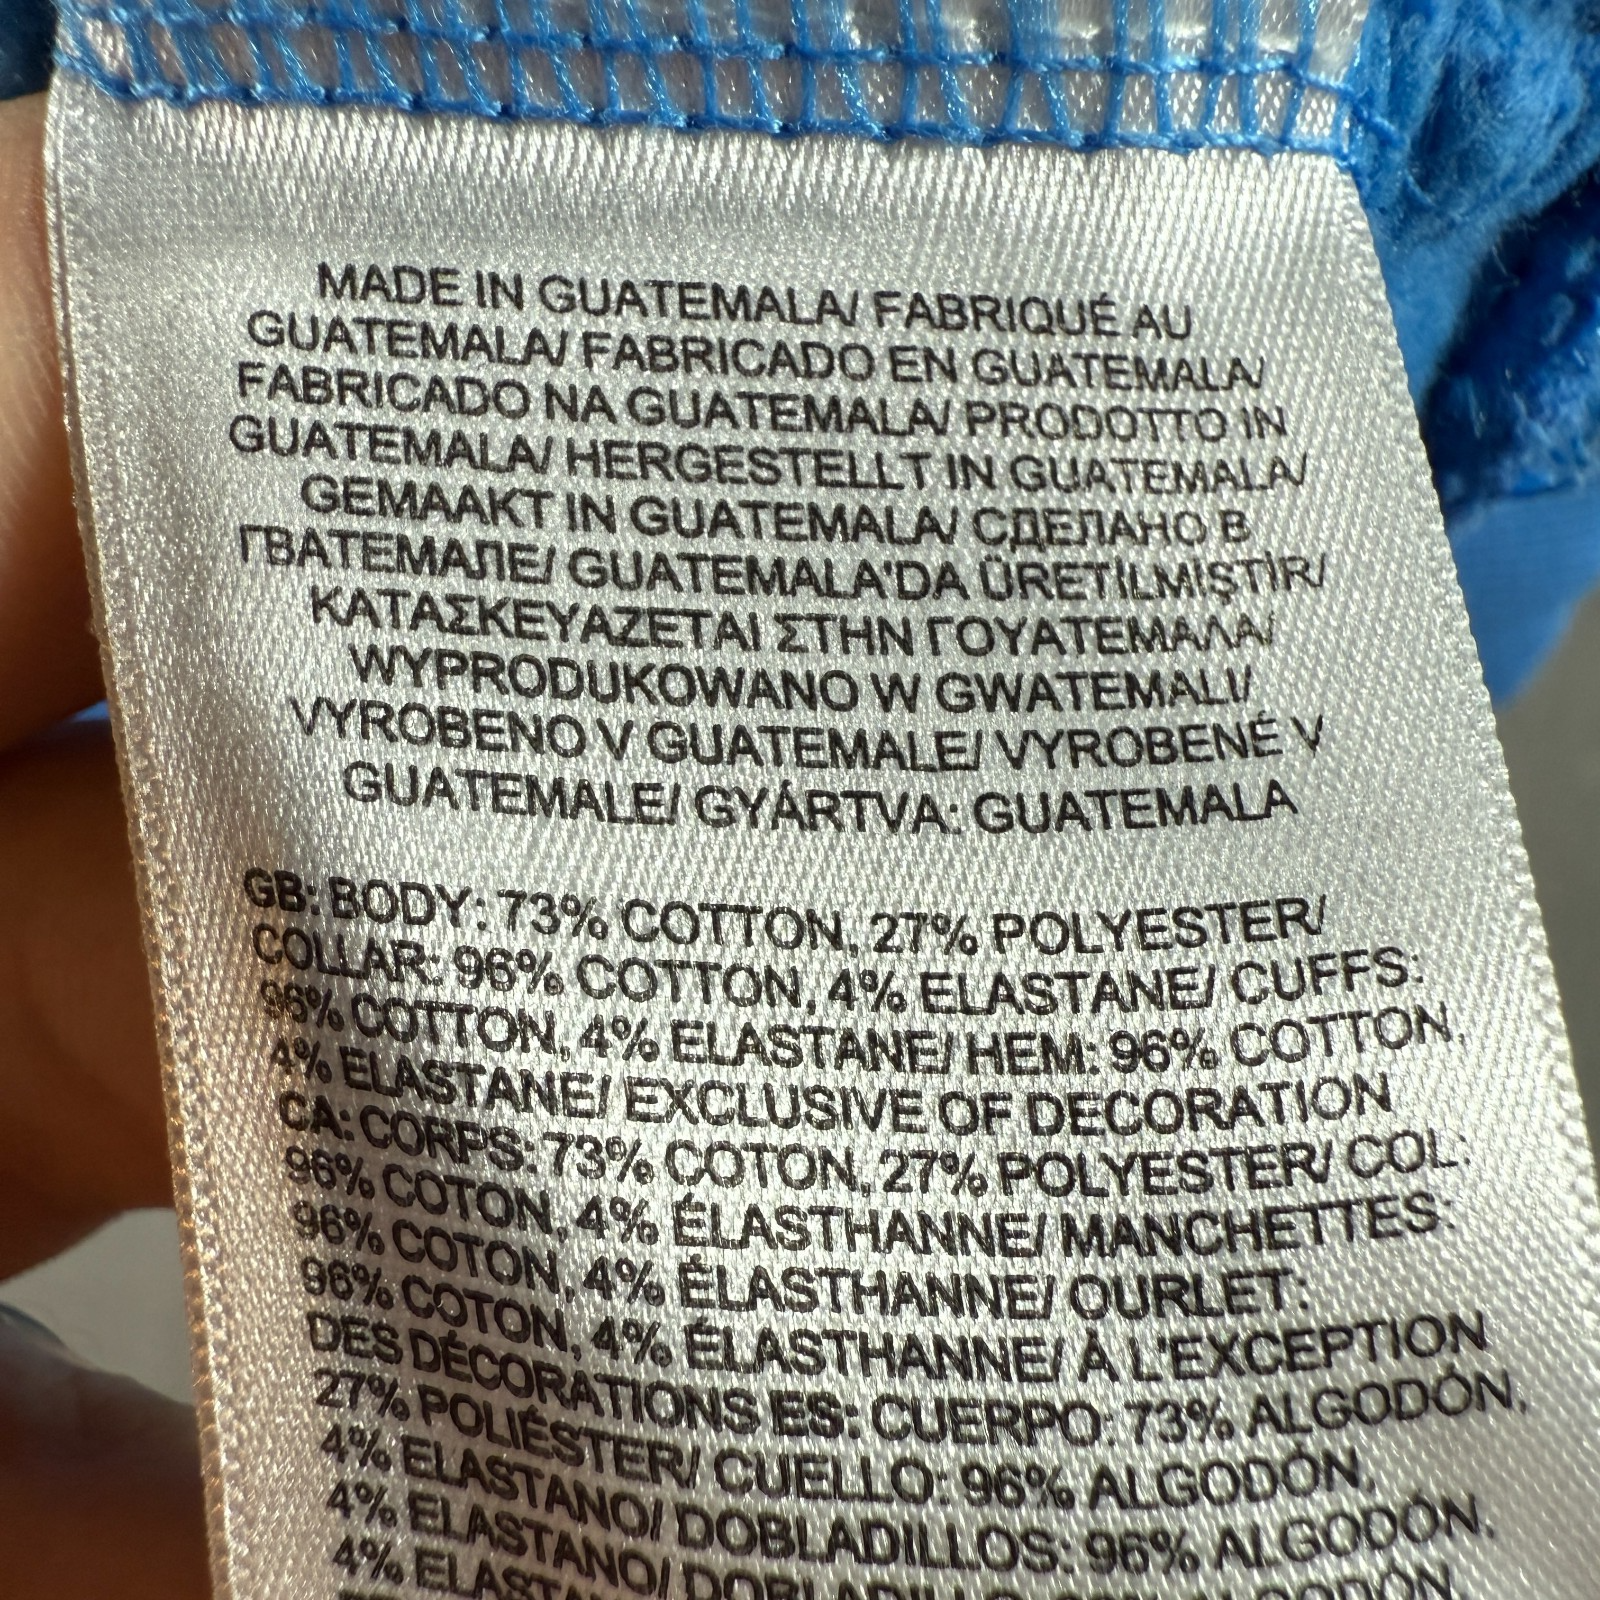 MADE IN GUATEMALA/ FABRIQUÉ AU
GUATEMALA/ FABRICADO EN GUATEMALA/
FABRICADO NA GUATEMALA/ PRODOTTO IN
GUATEMALA/ HERGESTELLT IN GUATEMALA/
GEMAAKT IN GUATEMALA/ СДЕЛАНО В
ГВАТЕМАЛЕ/ GUATEMALA'DA ÜRETİLMİŞTİR/
ΚΑΤΑΣΚΕΥΑΖΕΤΑΙ ΣΤΗΝ ΓΟΥΑΤΕΜΑΛΑ/
WYPRODUKOWANO W GWATEMALI/
VYROBENO V GUATEMALE/ VYROBENÉ V
GUATEMALE/ GYÁRTVA: GUATEMALA
GB: BODY: 73% COTTON, 27% POLYESTER/
COLLAR: 96% COTTON, 4% ELASTANE/ CUFFS:
96% COTTON, 4% ELASTANE/ HEM: 96% COTTON,
4% ELASTANE/ EXCLUSIVE OF DECORATION
CA: CORPS: 73% COTON, 27% POLYESTER/ COL:
96% COTON, 4% ÉLASTHANNE/ MANCHETTES:
96% COTON, 4% ÉLASTHANNE/ OURLET:
96% COTON, 4% ÉLASTHANNE/ À L'EXCEPTION
DES DÉCORATIONS ES: CUERPO: 73% ALGODÓN,
27% POLIÉSTER/ CUELLO: 96% ALGODÓN,
4% ELASTANO/ DOBLADILLOS: 96% ALGODÓN.
4%